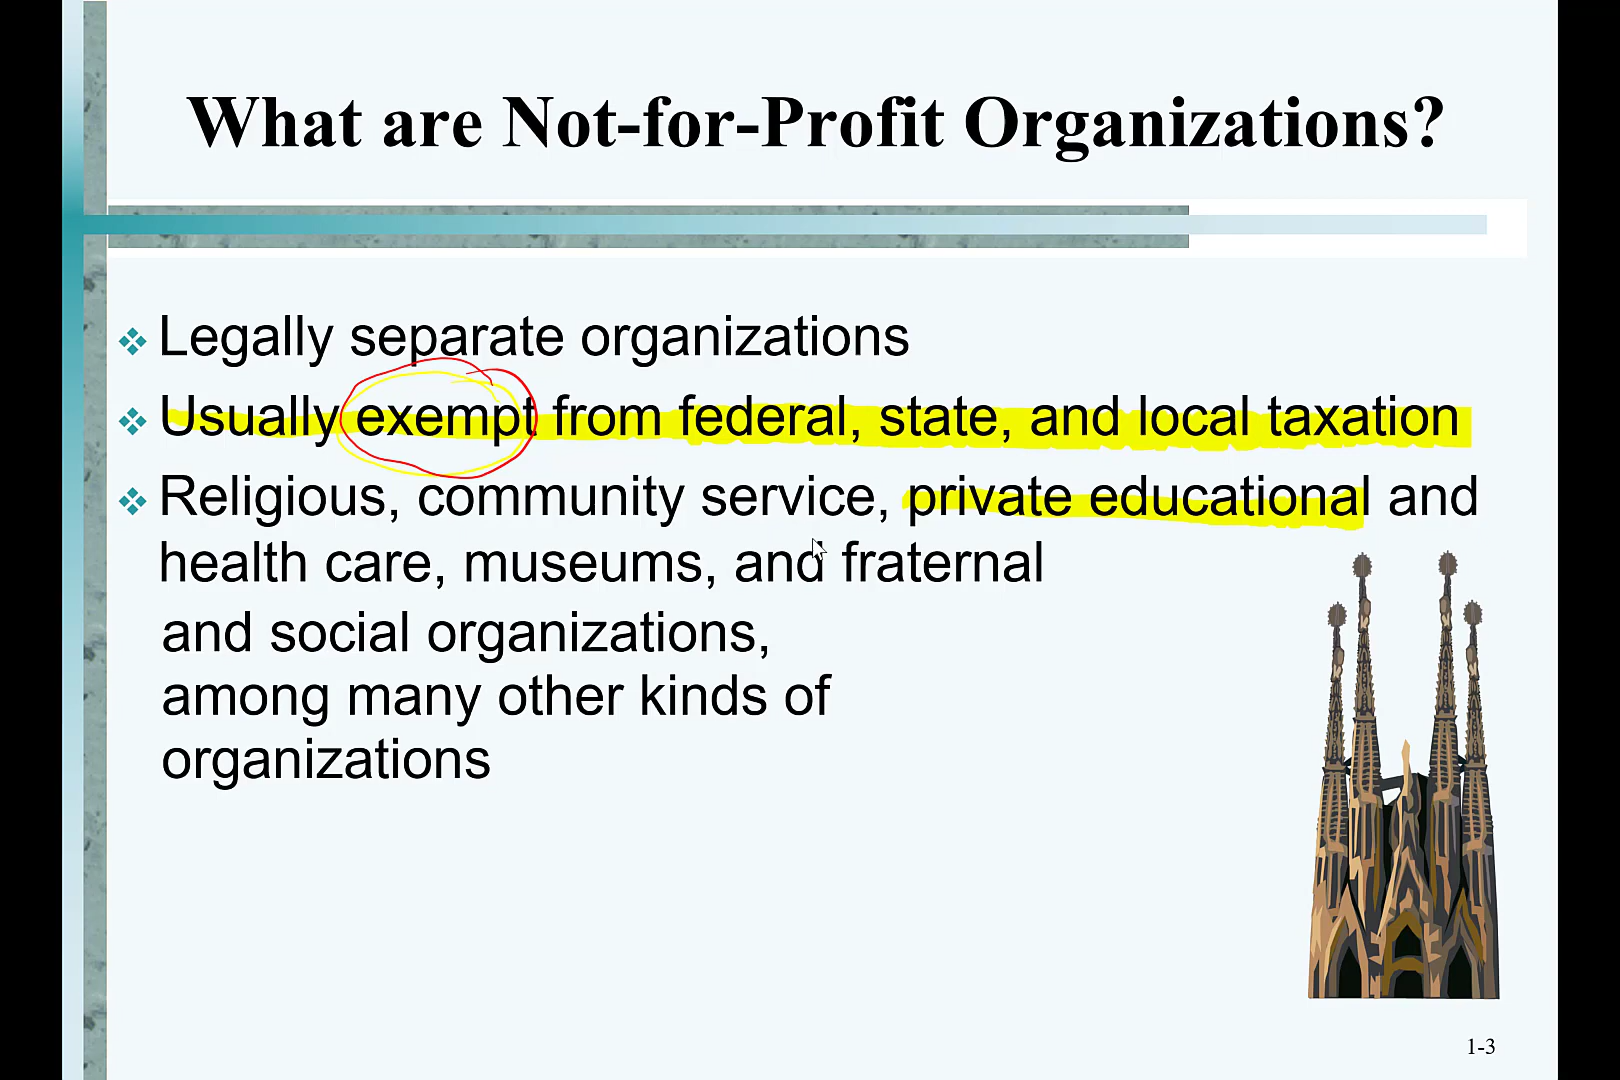 What are Not-for-Profit Organizations?
Legally separate organizations
Usually exempt from federal, state, and local taxation
Religious, community service, private educational and
health care, museums, and fraternal
and social organizations,
among many other kinds of
organizations
1-3